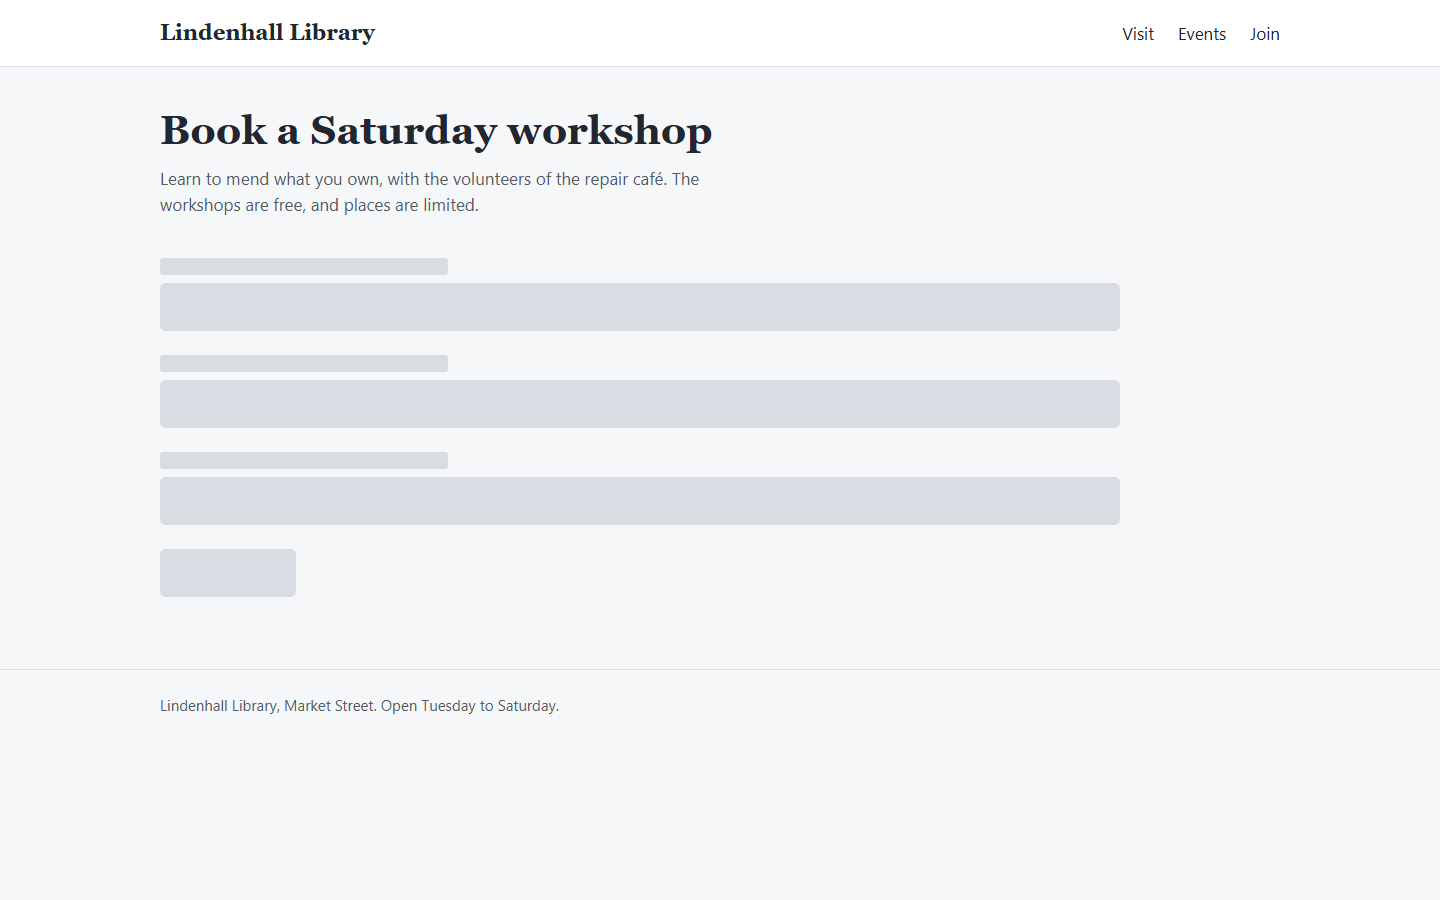 Lindenhall Library
Visit Events Join
Book a Saturday workshop
Learn to mend what you own, with the volunteers of the repair café. The
workshops are free, and places are limited.
Lindenhall Library, Market Street. Open Tuesday to Saturday.